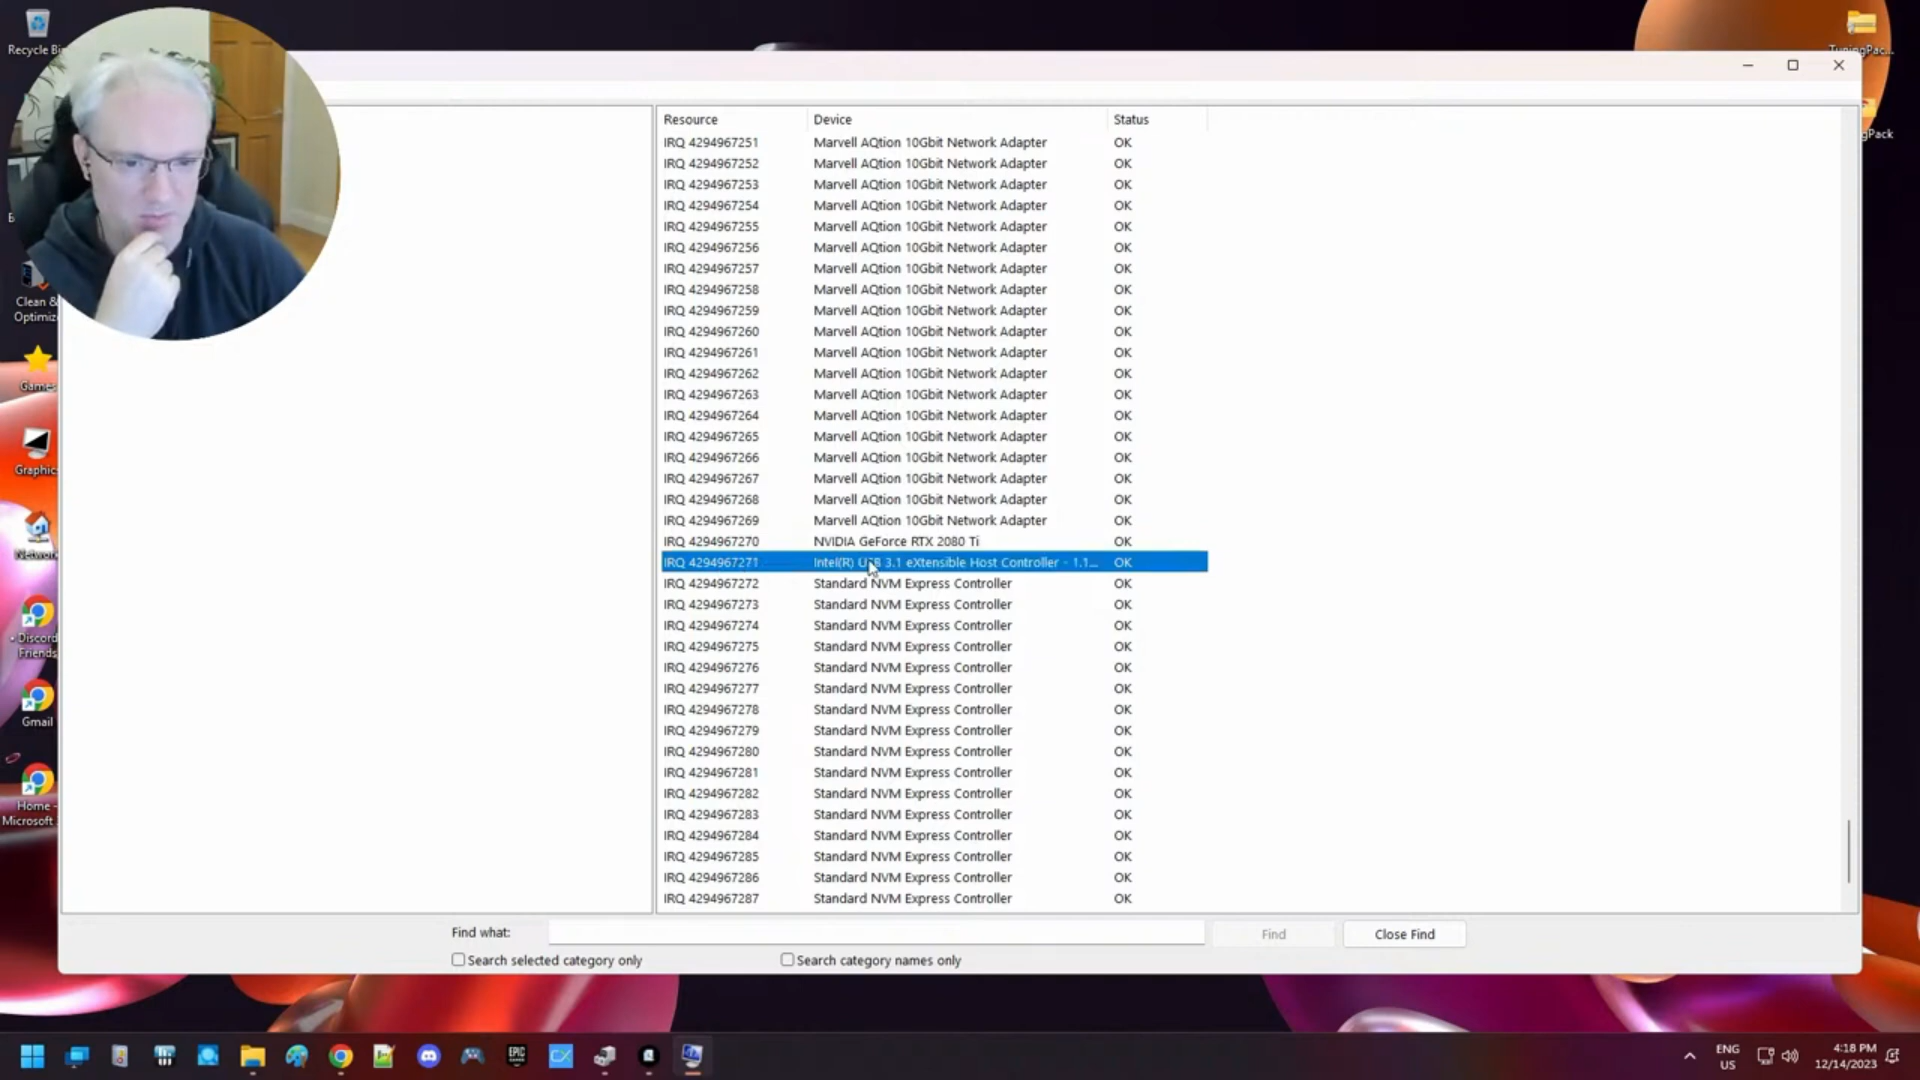 Recycle Bi
TuningPac...
gPack
B
Clean &
Optimiz
Games
Graphic
Networ
Discord
Friends
Gmail
Home -
Microsoft
Resource Device Status
IRQ 4294967251 Marvell AQtion 10Gbit Network Adapter OK
IRQ 4294967252 Marvell AQtion 10Gbit Network Adapter OK
IRQ 4294967253 Marvell AQtion 10Gbit Network Adapter OK
IRQ 4294967254 Marvell AQtion 10Gbit Network Adapter OK
IRQ 4294967255 Marvell AQtion 10Gbit Network Adapter OK
IRQ 4294967256 Marvell AQtion 10Gbit Network Adapter OK
IRQ 4294967257 Marvell AQtion 10Gbit Network Adapter OK
IRQ 4294967258 Marvell AQtion 10Gbit Network Adapter OK
IRQ 4294967259 Marvell AQtion 10Gbit Network Adapter OK
IRQ 4294967260 Marvell AQtion 10Gbit Network Adapter OK
IRQ 4294967261 Marvell AQtion 10Gbit Network Adapter OK
IRQ 4294967262 Marvell AQtion 10Gbit Network Adapter OK
IRQ 4294967263 Marvell AQtion 10Gbit Network Adapter OK
IRQ 4294967264 Marvell AQtion 10Gbit Network Adapter OK
IRQ 4294967265 Marvell AQtion 10Gbit Network Adapter OK
IRQ 4294967266 Marvell AQtion 10Gbit Network Adapter OK
IRQ 4294967267 Marvell AQtion 10Gbit Network Adapter OK
IRQ 4294967268 Marvell AQtion 10Gbit Network Adapter OK
IRQ 4294967269 Marvell AQtion 10Gbit Network Adapter OK
IRQ 4294967270 NVIDIA GeForce RTX 2080 Ti OK
IRQ 4294967271 Intel(R) USB 3.1 eXtensible Host Controller - 1.1... OK
IRQ 4294967272 Standard NVM Express Controller OK
IRQ 4294967273 Standard NVM Express Controller OK
IRQ 4294967274 Standard NVM Express Controller OK
IRQ 4294967275 Standard NVM Express Controller OK
IRQ 4294967276 Standard NVM Express Controller OK
IRQ 4294967277 Standard NVM Express Controller OK
IRQ 4294967278 Standard NVM Express Controller OK
IRQ 4294967279 Standard NVM Express Controller OK
IRQ 4294967280 Standard NVM Express Controller OK
IRQ 4294967281 Standard NVM Express Controller OK
IRQ 4294967282 Standard NVM Express Controller OK
IRQ 4294967283 Standard NVM Express Controller OK
IRQ 4294967284 Standard NVM Express Controller OK
IRQ 4294967285 Standard NVM Express Controller OK
IRQ 4294967286 Standard NVM Express Controller OK
IRQ 4294967287 Standard NVM Express Controller OK
Find what: Find Close Find
Search selected category only Search category names only
EPIC
ENG
US
4:18 PM
12/14/2023